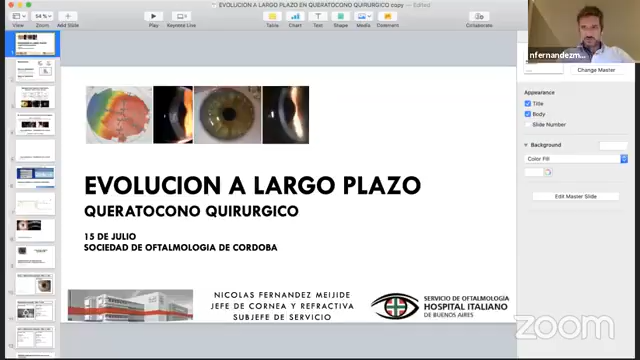 EVOLUCION A LARGO PLAZO EN QUERATOCONO QUIRURGICO copy — Edited
54 %
View
Zoom
Add Slide
Play
Keynote Live
Table
Chart
Text
Shape
Media
Comment
Collaborate
nfernandezm...
Change Master
Appearance
Title
Body
Slide Number
Background
Color Fill
Edit Master Slide
EVOLUCION A LARGO PLAZO
QUERATOCONO QUIRURGICO
15 DE JULIO
SOCIEDAD DE OFTALMOLOGIA DE CORDOBA
NICOLAS FERNANDEZ MEIJIDE
JEFE DE CORNEA Y REFRACTIVA
SUBJEFE DE SERVICIO
SERVICIO DE OFTALMOLOGÍA
HOSPITAL ITALIANO
DE BUENOS AIRES
zoom